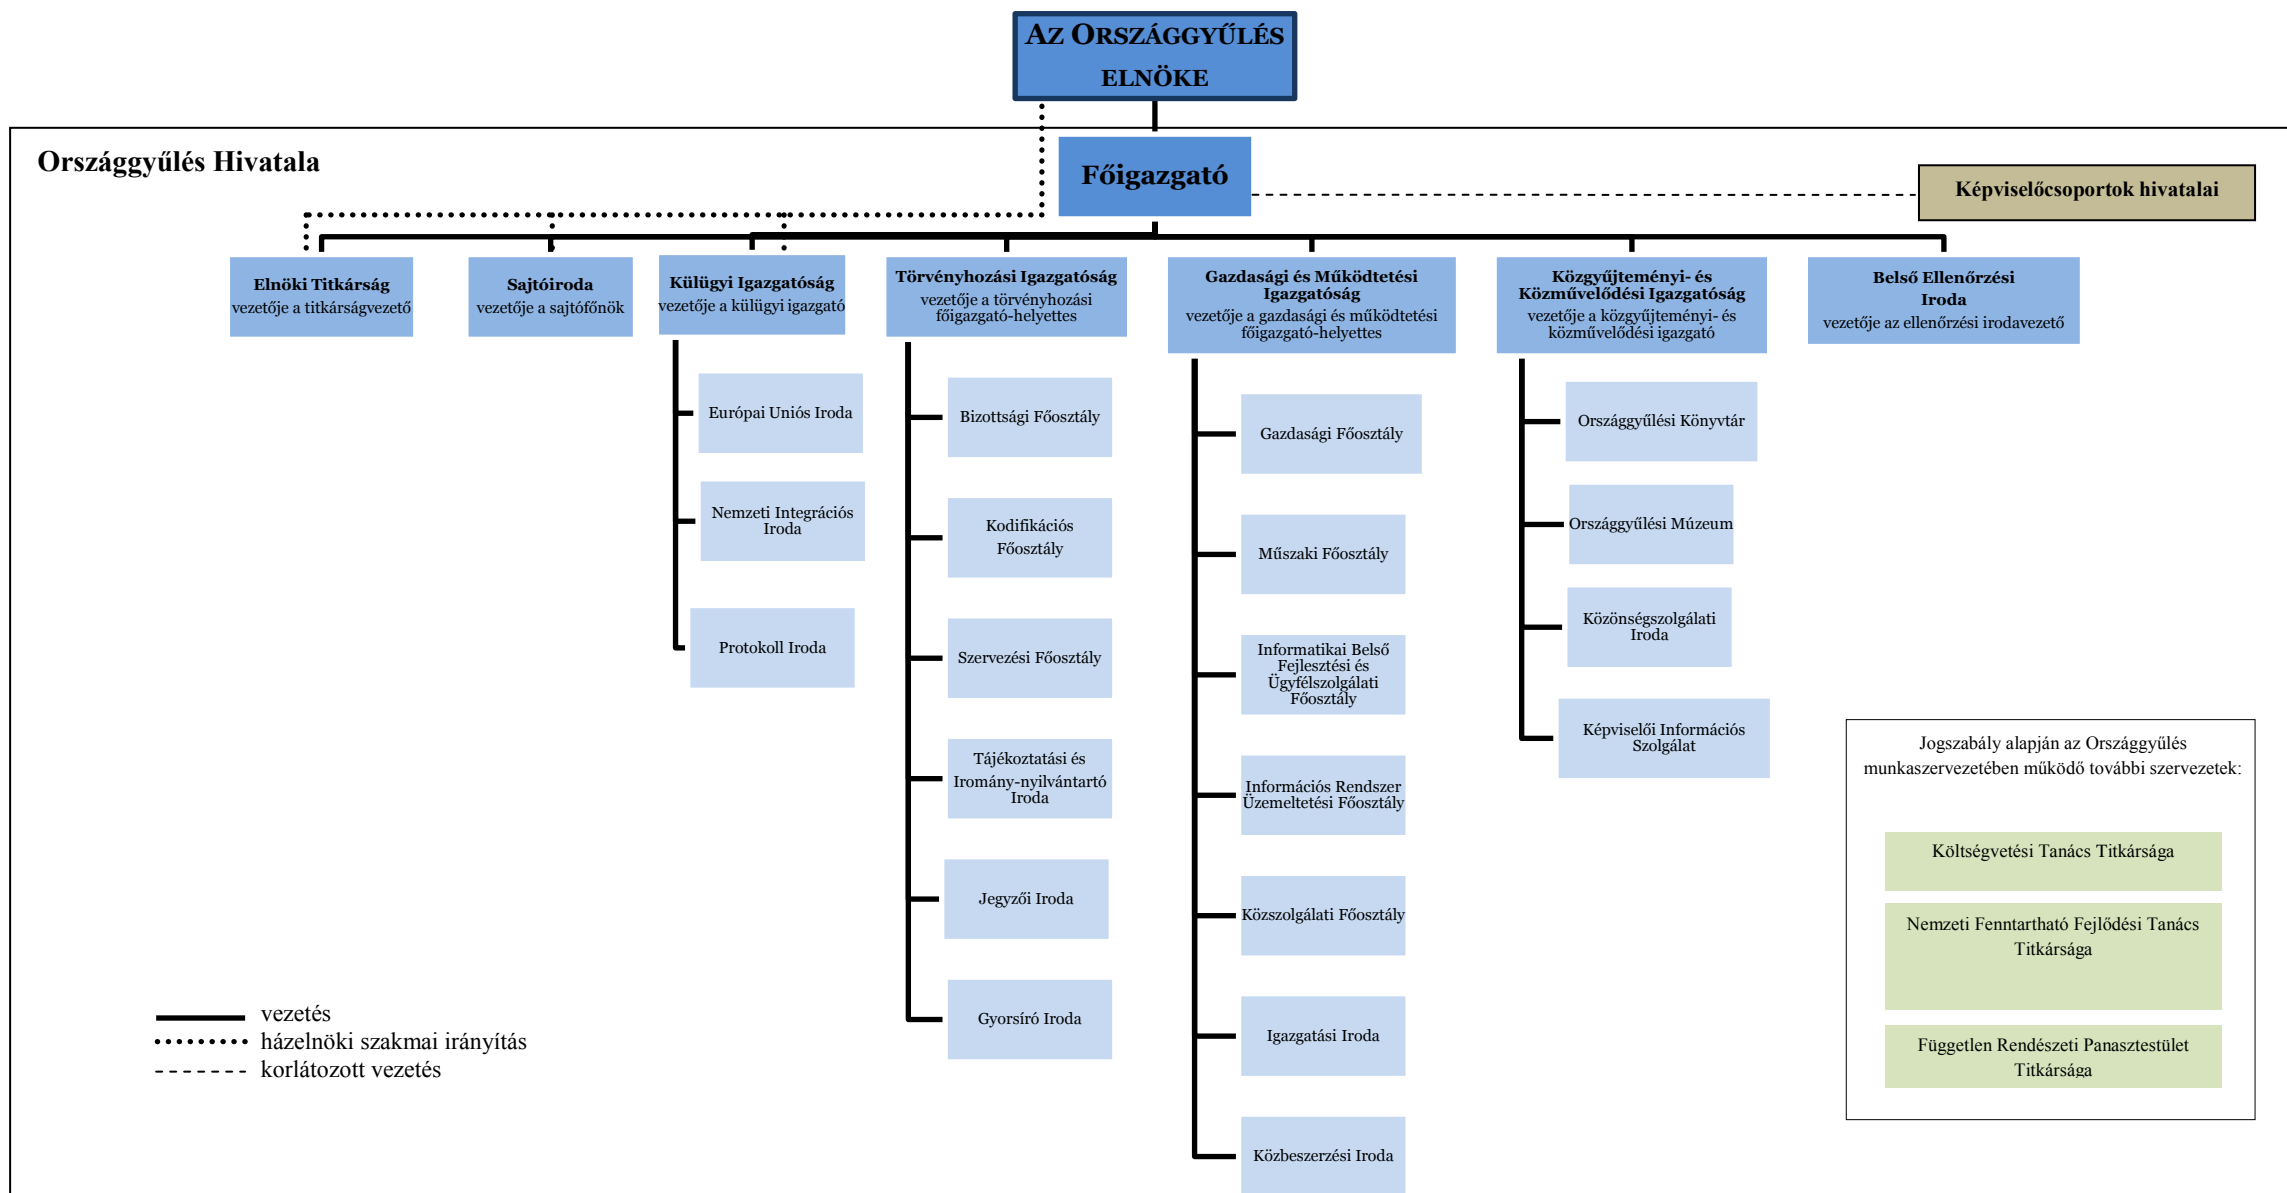 AZ ORSZÁGGYŰLÉS
ELNÖKE
Országgyűlés Hivatala
Főigazgató
Képviselőcsoportok hivatalai
Elnöki Titkárság
vezetője a titkárságvezető
Sajtóiroda
vezetője a sajtófőnök
Külügyi Igazgatóság
vezetője a külügyi igazgató
Törvényhozási Igazgatóság
vezetője a törvényhozási
főigazgató-helyettes
Gazdasági és Működtetési
Igazgatóság
vezetője a gazdasági és működtetési
főigazgató-helyettes
Közgyűjteményi- és
Közművelődési Igazgatóság
vezetője a közgyűjteményi- és
közművelődési igazgató
Belső Ellenőrzési
Iroda
vezetője az ellenőrzési irodavezető
Európai Uniós Iroda
Nemzeti Integrációs
Iroda
Protokoll Iroda
Bizottsági Főosztály
Kodifikációs
Főosztály
Szervezési Főosztály
Tájékoztatási és
Iromány-nyilvántartó
Iroda
Jegyzői Iroda
Gyorsíró Iroda
Gazdasági Főosztály
Műszaki Főosztály
Informatikai Belső
Fejlesztési és
Ügyfélszolgálati
Főosztály
Információs Rendszer
Üzemeltetési Főosztály
Közszolgálati Főosztály
Igazgatási Iroda
Közbeszerzési Iroda
Országgyűlési Könyvtár
Országgyűlési Múzeum
Közönségszolgálati
Iroda
Képviselői Információs
Szolgálat
Jogszabály alapján az Országgyűlés
munkaszervezetében működő további szervezetek:
Költségvetési Tanács Titkársága
Nemzeti Fenntartható Fejlődési Tanács
Titkársága
Független Rendészeti Panasztestület
Titkársága
vezetés
házelnöki szakmai irányítás
korlátozott vezetés